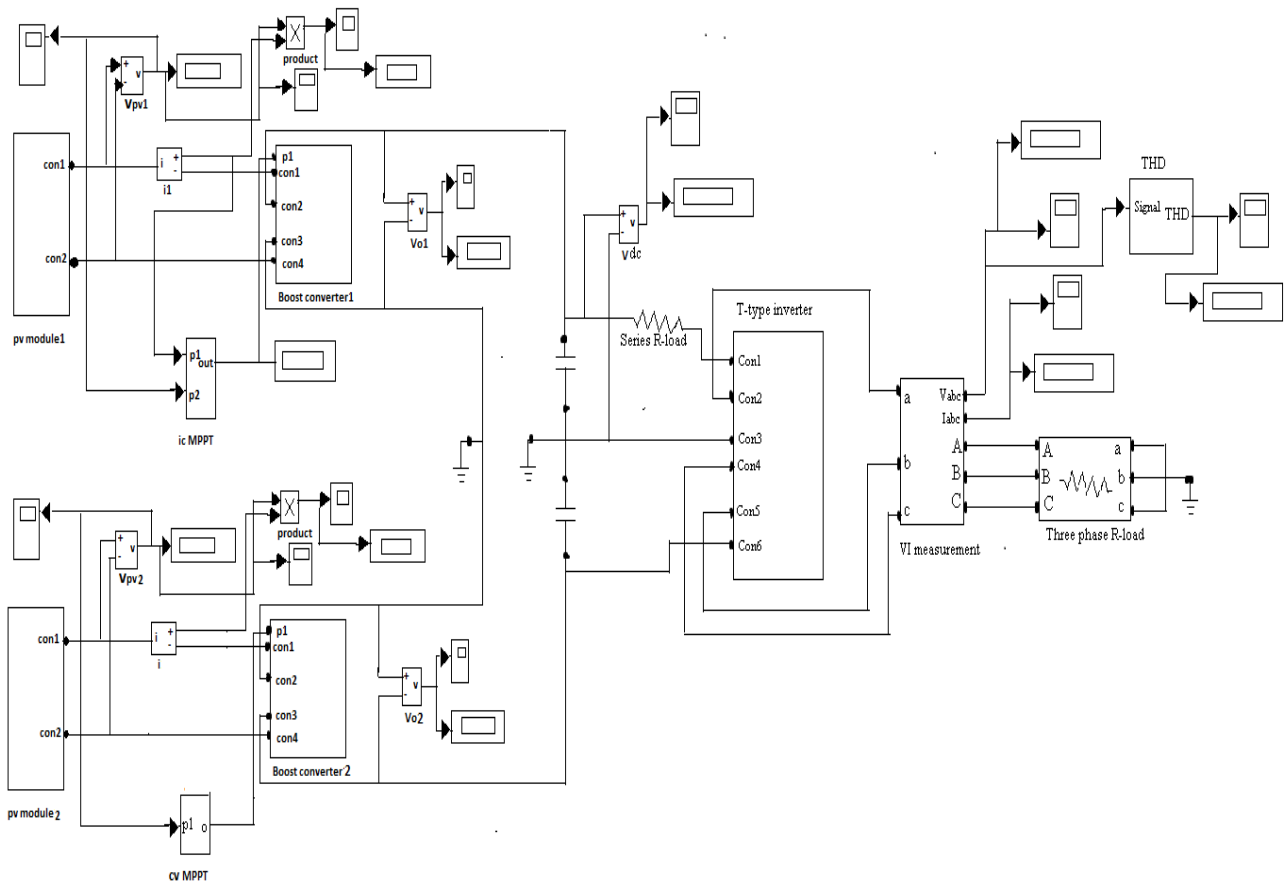 product
+
-
v
Vpv1
con1
i
+
-
i1
p1
con1
con2
con3
con4
Boost converter1
+
-
v
Vo1
con2
pv module1
p1
out
p2
ic MPPT
+
-
v
Vdc
Series R-load
T-type inverter
Con1
Con2
Con3
Con4
Con5
Con6
a
b
c
Vabc
Iabc
A
B
C
VI measurement
THD
Signal
THD
A
B
C
a
b
c
Three phase R-load
product
+
-
v
Vpv2
con1
i
+
-
i
p1
con1
con2
con3
con4
Boost converter 2
+
-
v
Vo2
con2
pv module2
p1
o
cv MPPT